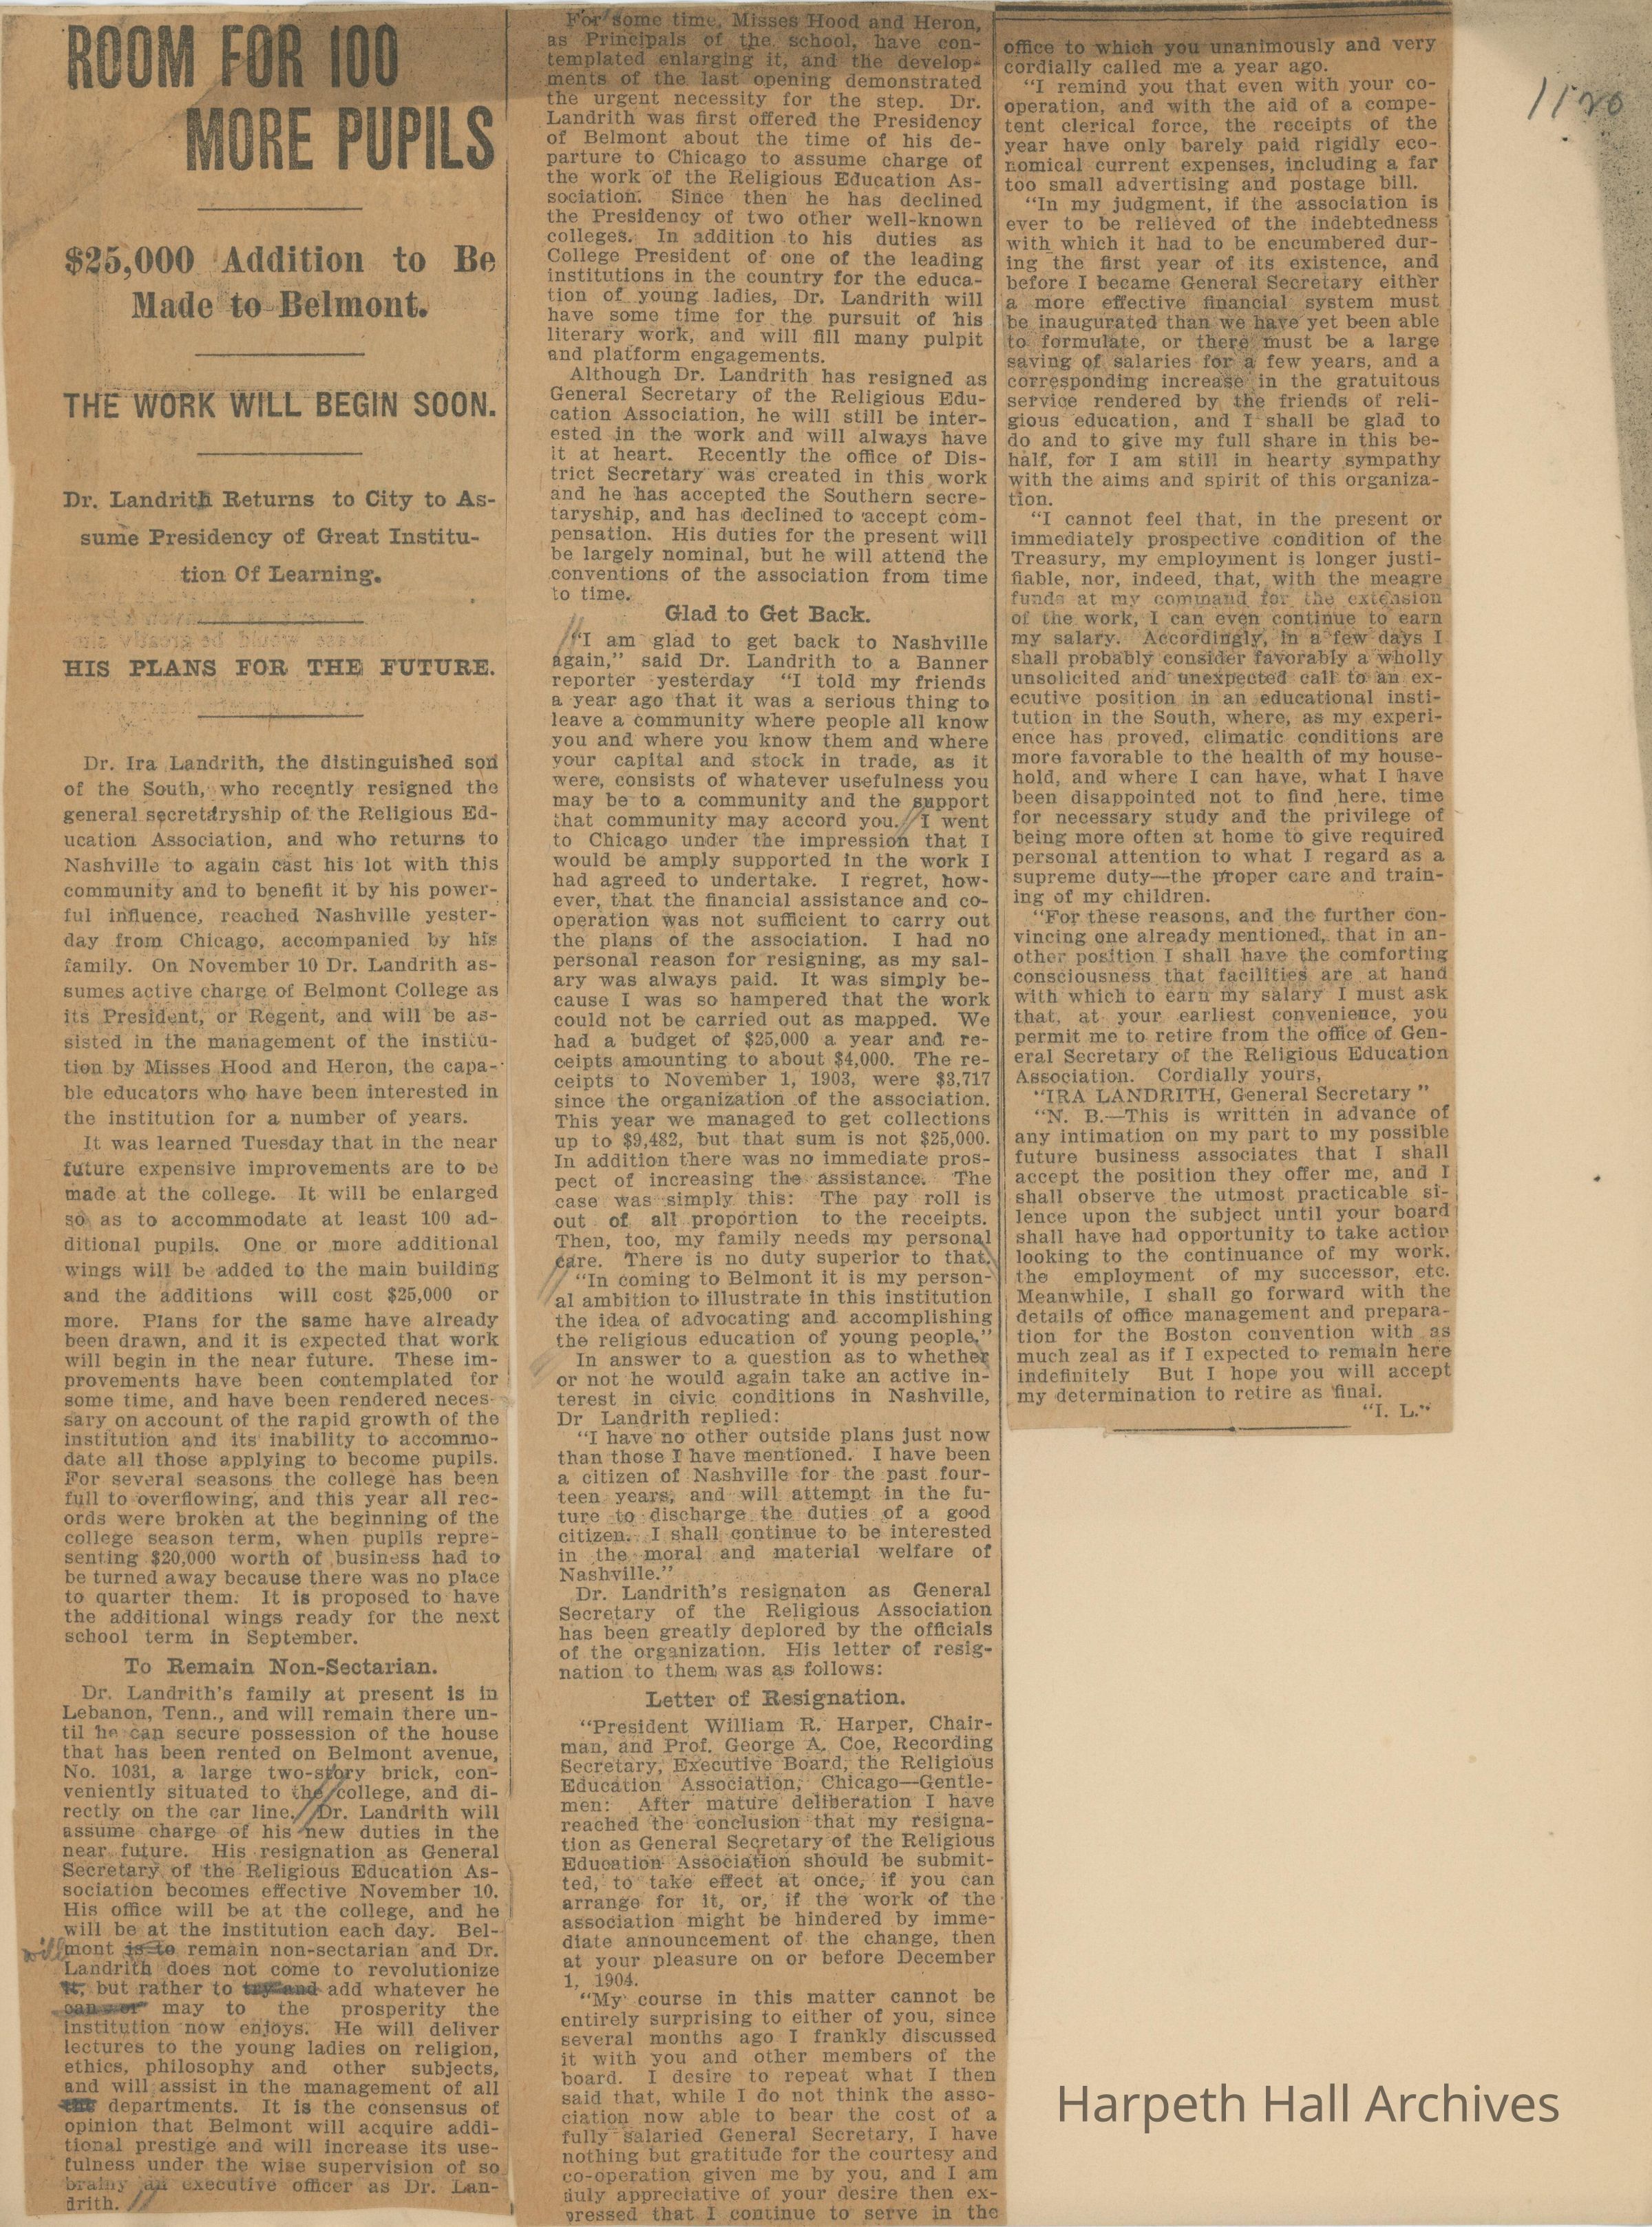 ROOM FOR 100
MORE PUPILS
$25,000 Addition to Be
Made to Belmont.
THE WORK WILL BEGIN SOON.
Dr. Landrith Returns to City to As-
sume Presidency of Great Institu-
tion Of Learning.
HIS PLANS FOR THE FUTURE.
Dr. Ira Landrith, the distinguished son
of the South, who recently resigned the
general secretaryship of the Religious Ed-
ucation Association, and who returns to
Nashville to again cast his lot with this
community and to benefit it by his power-
ful influence, reached Nashville yester-
day from Chicago, accompanied by his
family. On November 10 Dr. Landrith as-
sumes active charge of Belmont College as
its President, or Regent, and will be as-
sisted in the management of the institu-
tion by Misses Hood and Heron, the capa-
ble educators who have been interested in
the institution for a number of years.
It was learned Tuesday that in the near
future expensive improvements are to be
made at the college. It will be enlarged
so as to accommodate at least 100 ad-
ditional pupils. One or more additional
wings will be added to the main building
and the additions will cost $25,000 or
more. Plans for the same have already
been drawn, and it is expected that work
will begin in the near future. These im-
provements have been contemplated for
some time, and have been rendered neces-
sary on account of the rapid growth of the
institution and its inability to accommo-
date all those applying to become pupils.
For several seasons the college has been
full to overflowing, and this year all rec-
ords were broken at the beginning of the
college season term, when pupils repre-
senting $20,000 worth of business had to
be turned away because there was no place
to quarter them. It is proposed to have
the additional wings ready for the next
school term in September.
To Remain Non-Sectarian.
Dr. Landrith's family at present is in
Lebanon, Tenn., and will remain there un-
til he can secure possession of the house
that has been rented on Belmont avenue,
No. 1031, a large two-story brick, con-
veniently situated to the college, and di-
rectly on the car line. Dr. Landrith will
assume charge of his new duties in the
near future. His resignation as General
Secretary of the Religious Education As-
sociation becomes effective November 10.
His office will be at the college, and he
will be at the institution each day. Bel-
will mont is to remain non-sectarian and Dr.
Landrith does not come to revolutionize
it, but rather to try and add whatever he
can or may to the prosperity the
institution now enjoys. He will deliver
lectures to the young ladies on religion,
ethics, philosophy and other subjects,
and will assist in the management of all
the departments. It is the consensus of
opinion that Belmont will acquire addi-
tional prestige and will increase its use-
fulness under the wise supervision of so
brainy an executive officer as Dr. Lan-
drith.
For some time, Misses Hood and Heron,
as Principals of the school, have con-
templated enlarging it, and the develop-
ments of the last opening demonstrated
the urgent necessity for the step. Dr.
Landrith was first offered the Presidency
of Belmont about the time of his de-
parture to Chicago to assume charge of
the work of the Religious Education As-
sociation. Since then he has declined
the Presidency of two other well-known
colleges. In addition to his duties as
College President of one of the leading
institutions in the country for the educa-
tion of young ladies, Dr. Landrith will
have some time for the pursuit of his
literary work, and will fill many pulpit
and platform engagements.
Although Dr. Landrith has resigned as
General Secretary of the Religious Edu-
cation Association, he will still be inter-
ested in the work and will always have
it at heart. Recently the office of Dis-
trict Secretary was created in this work
and he has accepted the Southern secre-
taryship, and has declined to accept com-
pensation. His duties for the present will
be largely nominal, but he will attend the
conventions of the association from time
to time.
Glad to Get Back.
"I am glad to get back to Nashville
again," said Dr. Landrith to a Banner
reporter yesterday "I told my friends
a year ago that it was a serious thing to
leave a community where people all know
you and where you know them and where
your capital and stock in trade, as it
were, consists of whatever usefulness you
may be to a community and the support
that community may accord you. I went
to Chicago under the impression that I
would be amply supported in the work I
had agreed to undertake. I regret, how-
ever, that the financial assistance and co-
operation was not sufficient to carry out
the plans of the association. I had no
personal reason for resigning, as my sal-
ary was always paid. It was simply be-
cause I was so hampered that the work
could not be carried out as mapped. We
had a budget of $25,000 a year and re-
ceipts amounting to about $4,000. The re-
ceipts to November 1, 1903, were $3,717
since the organization of the association.
This year we managed to get collections
up to $9,482, but that sum is not $25,000.
In addition there was no immediate pros-
pect of increasing the assistance. The
case was simply this: The pay roll is
out of all proportion to the receipts.
Then, too, my family needs my personal
care. There is no duty superior to that.
"In coming to Belmont it is my person-
al ambition to illustrate in this institution
the idea of advocating and accomplishing
the religious education of young people."
In answer to a question as to whether
or not he would again take an active in-
terest in civic conditions in Nashville,
Dr Landrith replied:
"I have no other outside plans just now
than those I have mentioned. I have been
a citizen of Nashville for the past four-
teen years, and will attempt in the fu-
ture to discharge the duties of a good
citizen. I shall continue to be interested
in the moral and material welfare of
Nashville."
Dr. Landrith's resignaton as General
Secretary of the Religious Association
has been greatly deplored by the officials
of the organization. His letter of resig-
nation to them was as follows:
Letter of Resignation.
"President William R. Harper, Chair-
man, and Prof. George A. Coe, Recording
Secretary, Executive Board, the Religious
Education Association, Chicago—Gentle-
men: After mature deliberation I have
reached the conclusion that my resigna-
tion as General Secretary of the Religious
Education Association should be submit-
ted, to take effect at once, if you can
arrange for it, or, if the work of the
association might be hindered by imme-
diate announcement of the change, then
at your pleasure on or before December
1, 1904.
"My course in this matter cannot be
entirely surprising to either of you, since
several months ago I frankly discussed
it with you and other members of the
board. I desire to repeat what I then
said that, while I do not think the asso-
ciation now able to bear the cost of a
fully salaried General Secretary, I have
nothing but gratitude for the courtesy and
co-operation given me by you, and I am
duly appreciative of your desire then ex-
pressed that I continue to serve in the
office to which you unanimously and very
cordially called me a year ago.
"I remind you that even with your co-
operation, and with the aid of a compe-
tent clerical force, the receipts of the
year have only barely paid rigidly eco-
nomical current expenses, including a far
too small advertising and postage bill.
"In my judgment, if the association is
ever to be relieved of the indebtedness
with which it had to be encumbered dur-
ing the first year of its existence, and
before I became General Secretary either
a more effective financial system must
be inaugurated than we have yet been able
to formulate, or there must be a large
saving of salaries for a few years, and a
corresponding increase in the gratuitous
service rendered by the friends of reli-
gious education, and I shall be glad to
do and to give my full share in this be-
half, for I am still in hearty sympathy
with the aims and spirit of this organiza-
tion.
"I cannot feel that, in the present or
immediately prospective condition of the
Treasury, my employment is longer justi-
fiable, nor, indeed, that, with the meagre
funds at my command for the extension
of the work, I can even continue to earn
my salary. Accordingly, in a few days I
shall probably consider favorably a wholly
unsolicited and unexpected call to an ex-
ecutive position in an educational insti-
tution in the South, where, as my experi-
ence has proved, climatic conditions are
more favorable to the health of my house-
hold, and where I can have, what I have
been disappointed not to find here, time
for necessary study and the privilege of
being more often at home to give required
personal attention to what I regard as a
supreme duty—the proper care and train-
ing of my children.
"For these reasons, and the further con-
vincing one already mentioned, that in an-
other position I shall have the comforting
consciousness that facilities are at hand
with which to earn my salary I must ask
that, at your earliest convenience, you
permit me to retire from the office of Gen-
eral Secretary of the Religious Education
Association. Cordially yours,
"IRA LANDRITH, General Secretary "
"N. B.—This is written in advance of
any intimation on my part to my possible
future business associates that I shall
accept the position they offer me, and I
shall observe the utmost practicable si-
lence upon the subject until your board
shall have had opportunity to take action
looking to the continuance of my work,
the employment of my successor, etc.
Meanwhile, I shall go forward with the
details of office management and prepara-
tion for the Boston convention with as
much zeal as if I expected to remain here
indefinitely But I hope you will accept
my determination to retire as final.
"I. L."
1120
Harpeth Hall Archives